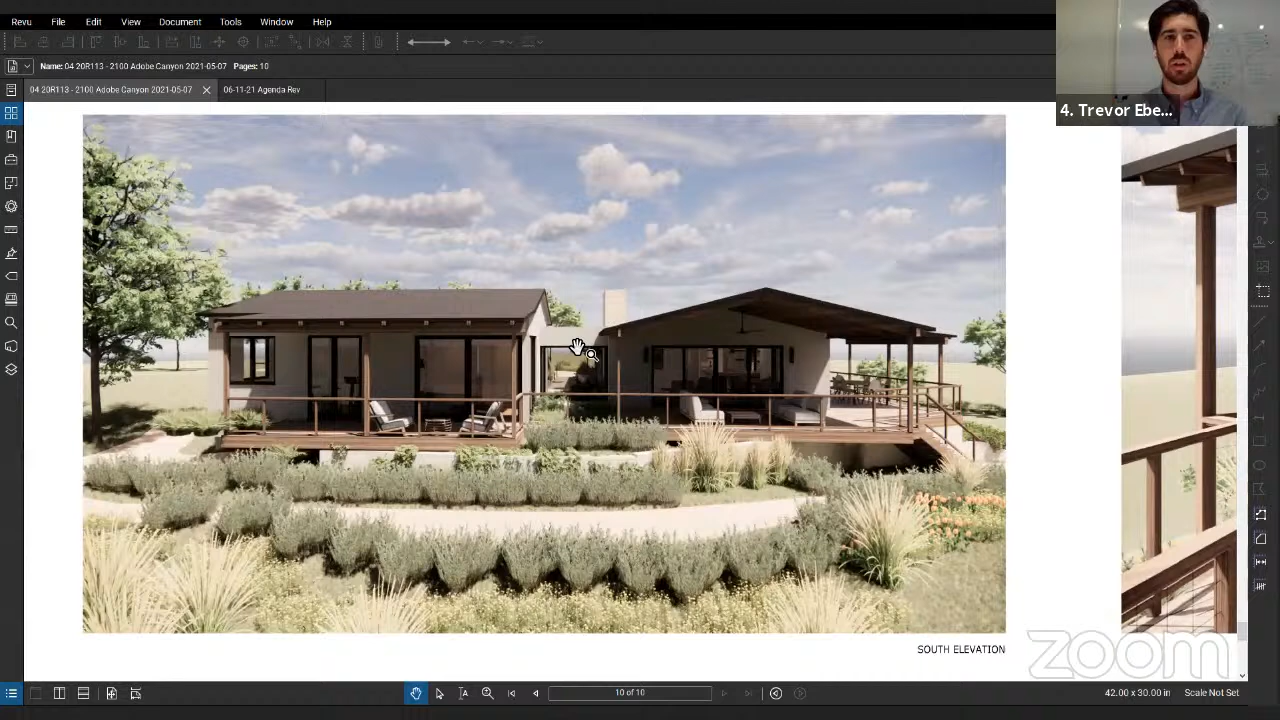 Revu File Edit View Document Tools Window Help
Name: 04 20R113 - 2100 Adobe Canyon 2021-05-07 Pages: 10
04 20R113 - 2100 Adobe Canyon 2021-05-07 06-11-21 Agenda Rev
4. Trevor Ebe...
SOUTH ELEVATION
zoom
10 of 10
42.00 x 30.00 in Scale Not Set